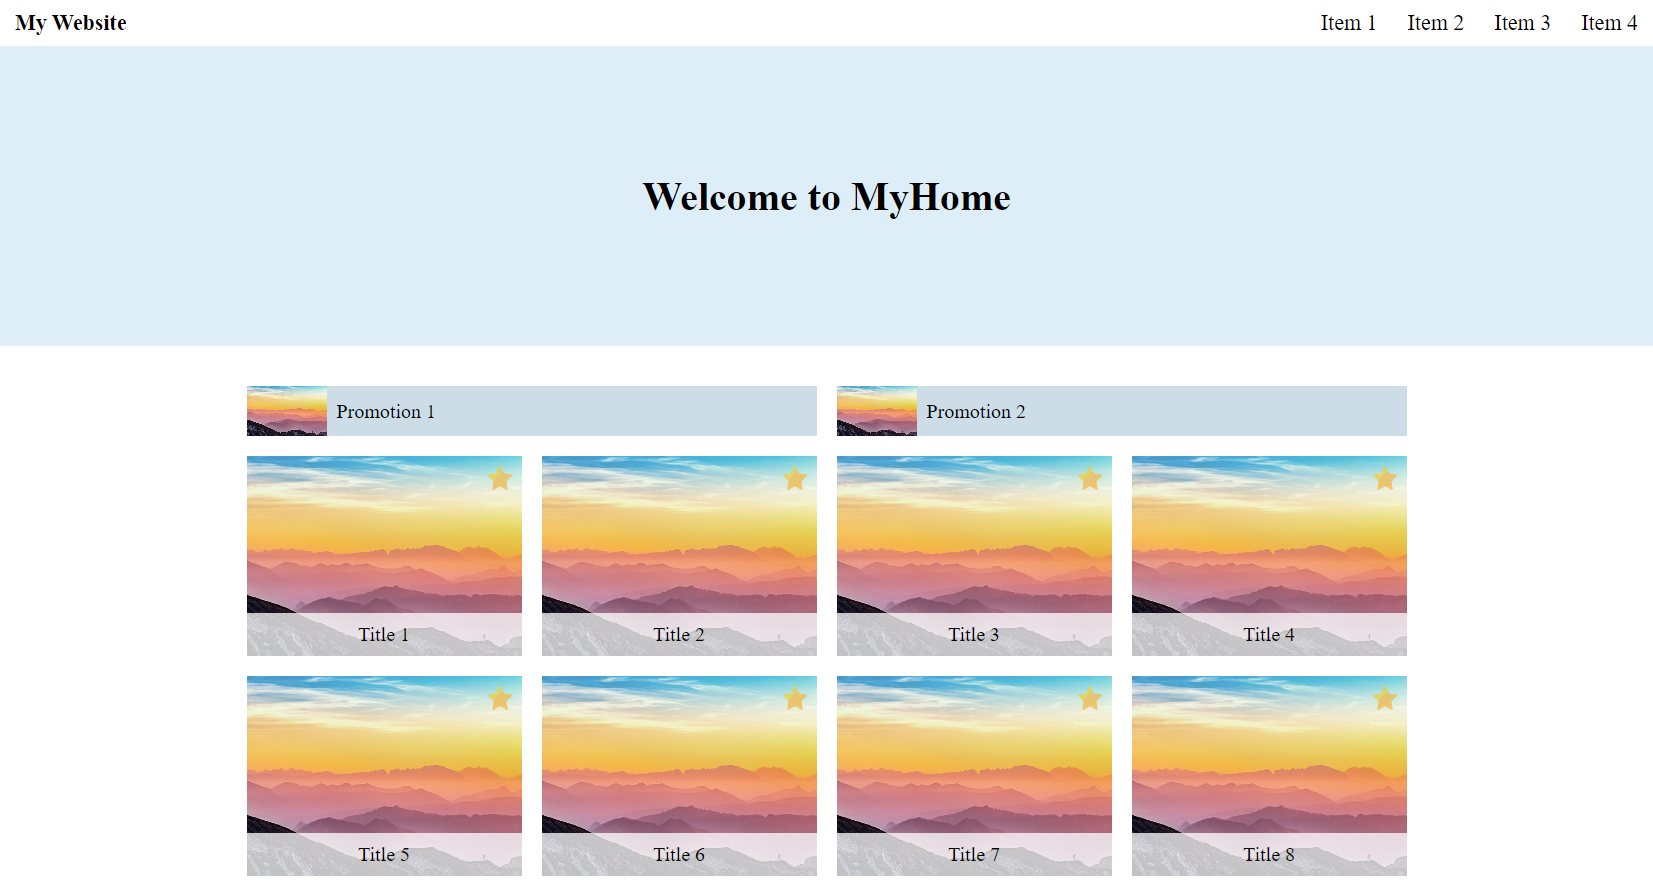 My Website Item 1 Item 2 Item 3 Item 4
Welcome to MyHome
Promotion 1 Promotion 2
Title 1 Title 2 Title 3 Title 4
Title 5 Title 6 Title 7 Title 8